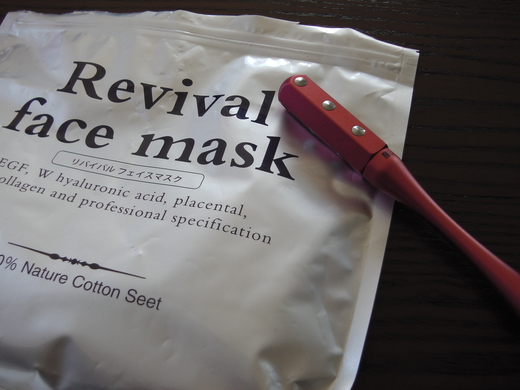 Revival
face mask
リバイバル フェイスマスク
EGF, W hyaluronic acid, placental,
ollagen and professional specification
0% Nature Cotton Seet